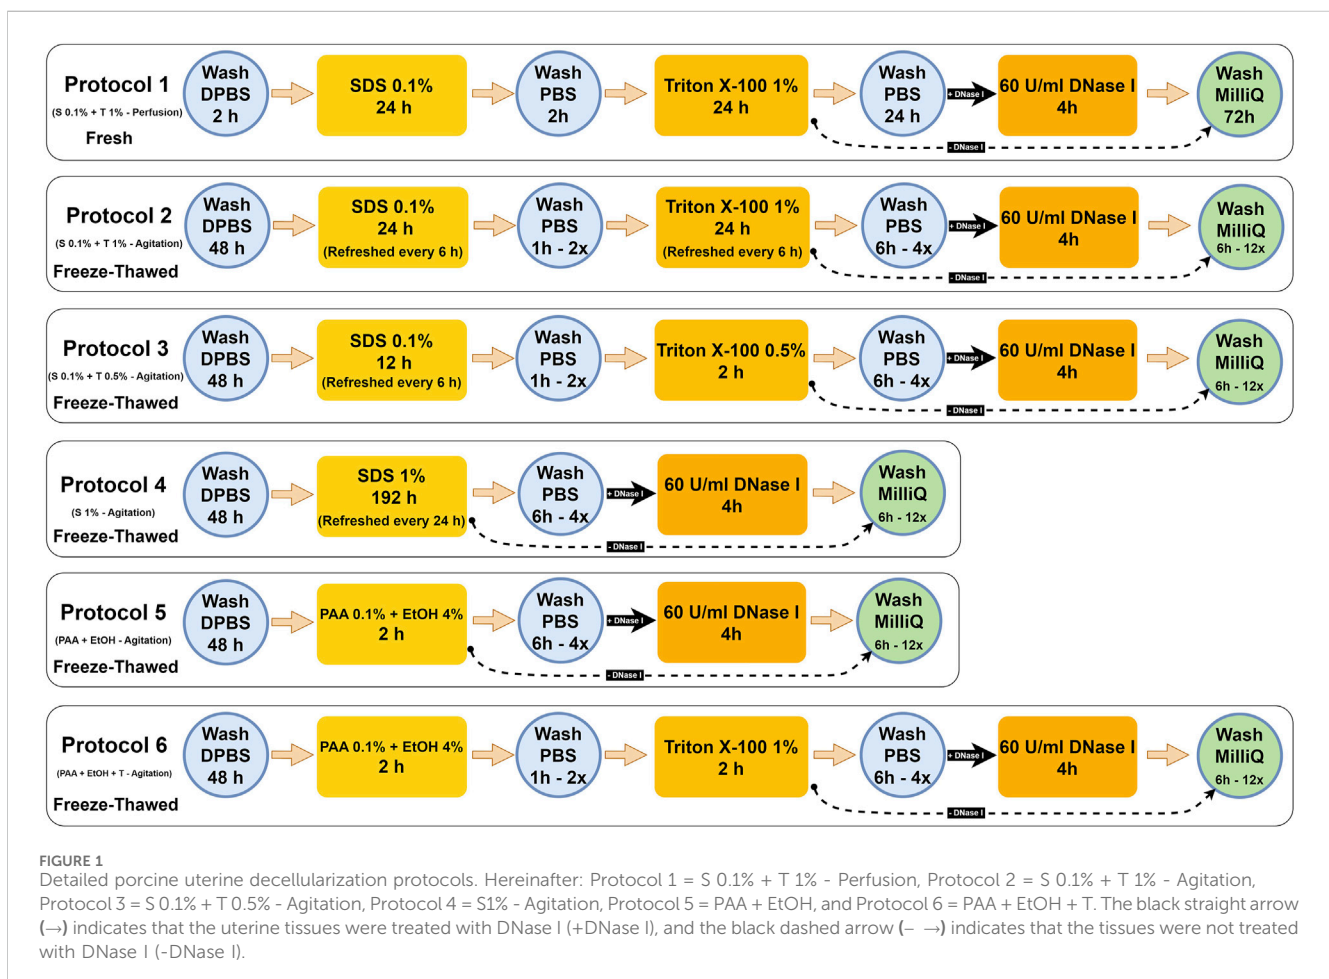 Protocol 1
(S 0.1% + T 1% - Perfusion)
Fresh
Wash
DPBS
2 h
SDS 0.1%
24 h
Wash
PBS
2h
Triton X-100 1%
24 h
Wash
PBS
24 h
+ DNase I
60 U/ml DNase I
4h
Wash
MilliQ
72h
- DNase I
Protocol 2
(S 0.1% + T 1% - Agitation)
Freeze-Thawed
Wash
DPBS
48 h
SDS 0.1%
24 h
(Refreshed every 6 h)
Wash
PBS
1h - 2x
Triton X-100 1%
24 h
(Refreshed every 6 h)
Wash
PBS
6h - 4x
+ DNase I
60 U/ml DNase I
4h
Wash
MilliQ
6h - 12x
- DNase I
Protocol 3
(S 0.1% + T 0.5% - Agitation)
Freeze-Thawed
Wash
DPBS
48 h
SDS 0.1%
12 h
(Refreshed every 6 h)
Wash
PBS
1h - 2x
Triton X-100 0.5%
2 h
Wash
PBS
6h - 4x
+ DNase I
60 U/ml DNase I
4h
Wash
MilliQ
6h - 12x
- DNase I
Protocol 4
(S 1% - Agitation)
Freeze-Thawed
Wash
DPBS
48 h
SDS 1%
192 h
(Refreshed every 24 h)
Wash
PBS
6h - 4x
+ DNase I
60 U/ml DNase I
4h
Wash
MilliQ
6h - 12x
- DNase I
Protocol 5
(PAA + EtOH - Agitation)
Freeze-Thawed
Wash
DPBS
48 h
PAA 0.1% + EtOH 4%
2 h
Wash
PBS
6h - 4x
+ DNase I
60 U/ml DNase I
4h
Wash
MilliQ
6h - 12x
- DNase I
Protocol 6
(PAA + EtOH + T - Agitation)
Freeze-Thawed
Wash
DPBS
48 h
PAA 0.1% + EtOH 4%
2 h
Wash
PBS
1h - 2x
Triton X-100 1%
2 h
Wash
PBS
6h - 4x
+ DNase I
60 U/ml DNase I
4h
Wash
MilliQ
6h - 12x
- DNase I
FIGURE 1
Detailed porcine uterine decellularization protocols. Hereinafter: Protocol 1 = S 0.1% + T 1% - Perfusion, Protocol 2 = S 0.1% + T 1% - Agitation,
Protocol 3 = S 0.1% + T 0.5% - Agitation, Protocol 4 = S1% - Agitation, Protocol 5 = PAA + EtOH, and Protocol 6 = PAA + EtOH + T. The black straight arrow
(→) indicates that the uterine tissues were treated with DNase I (+DNase I), and the black dashed arrow (– →) indicates that the tissues were not treated
with DNase I (-DNase I).